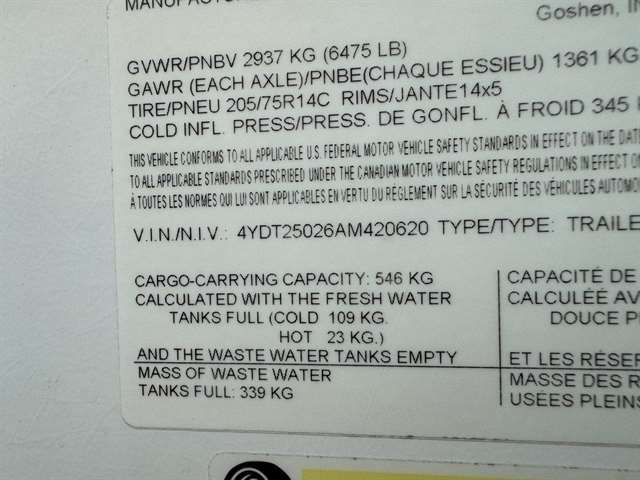 MANUFACTURE
Goshen, IN
GVWR/PNBV 2937 KG (6475 LB)
GAWR (EACH AXLE)/PNBE(CHAQUE ESSIEU) 1361 KG
TIRE/PNEU 205/75R14C RIMS/JANTE14x5
COLD INFL. PRESS/PRESS. DE GONFL. À FROID 345
THIS VEHICLE CONFORMS TO ALL APPLICABLE U.S. FEDERAL MOTOR VEHICLE SAFETY STANDARDS IN EFFECT ON THE DATE
TO ALL APPLICABLE STANDARDS PRESCRIBED UNDER THE CANADIAN MOTOR VEHICLE SAFETY REGULATIONS IN EFFECT ON
À TOUTES LES NORMES QUI LUI SONT APPLICABLES EN VERTU DU RÈGLEMENT SUR LA SÉCURITÉ DES VÉHICULES AUTOMO
V.I.N./N.I.V.: 4YDT25026AM420620 TYPE/TYPE: TRAILE
CARGO-CARRYING CAPACITY: 546 KG
CALCULATED WITH THE FRESH WATER
TANKS FULL (COLD 109 KG.
HOT 23 KG.)
AND THE WASTE WATER TANKS EMPTY
MASS OF WASTE WATER
TANKS FULL: 339 KG
CAPACITÉ DE
CALCULÉE AV
DOUCE P
ET LES RÉSER
MASSE DES R
USÉES PLEINS